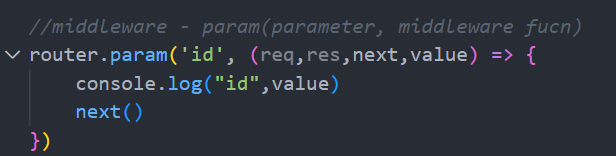 //middleware - param(parameter, middleware fucn)
router.param('id', (req,res,next,value) => {
console.log("id",value)
next()
})